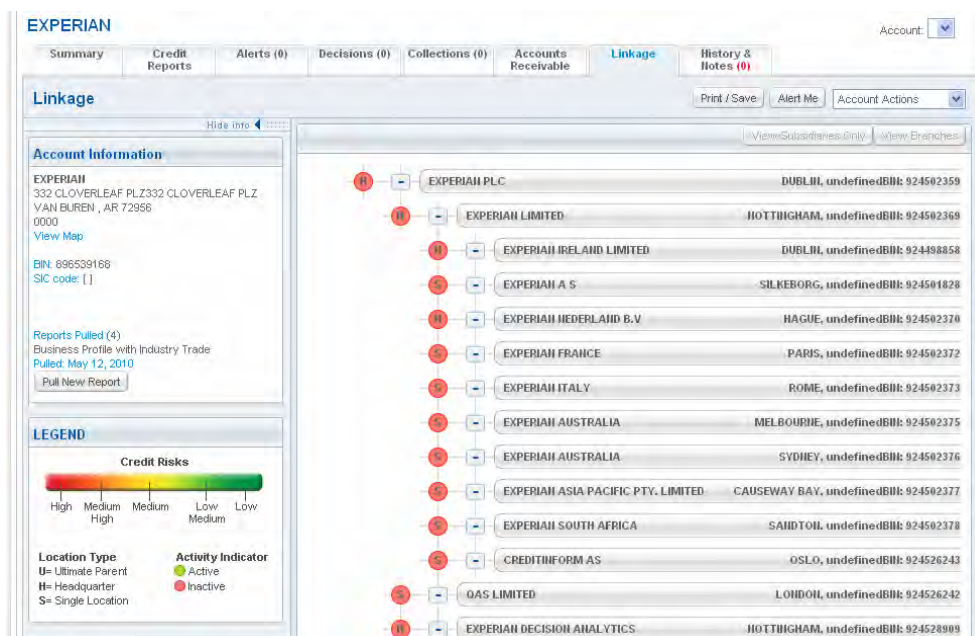 EXPERIAN
Account:
Summary
Credit Reports
Alerts (0)
Decisions (0)
Collections (0)
Accounts Receivable
Linkage
History & Notes (0)
Linkage
Print / Save
Alert Me
Account Actions
Hide info
View Subsidiaries Only
View Branches
Account Information
EXPERIAN
332 CLOVERLEAF PLZ332 CLOVERLEAF PLZ
VAN BUREN , AR 72956
0000
View Map
BIN: 896539168
SIC code: [ ]
Reports Pulled (4)
Business Profile with Industry Trade
Pulled: May 12, 2010
Pull New Report
LEGEND
Credit Risks
High
Medium High
Medium
Low Medium
Low
Location Type
U= Ultimate Parent
H= Headquarter
S= Single Location
Activity Indicator
Active
Inactive
H - EXPERIAN PLC DUBLIN, undefinedBIN: 924502359
H - EXPERIAN LIMITED NOTTINGHAM, undefinedBIN: 924502369
H - EXPERIAN IRELAND LIMITED DUBLIN, undefinedBIN: 924498858
S - EXPERIAN A S SILKEBORG, undefinedBIN: 924501828
H - EXPERIAN NEDERLAND B.V HAGUE, undefinedBIN: 924502370
S - EXPERIAN FRANCE PARIS, undefinedBIN: 924502372
S - EXPERIAN ITALY ROME, undefinedBIN: 924502373
S - EXPERIAN AUSTRALIA MELBOURNE, undefinedBIN: 924502375
S - EXPERIAN AUSTRALIA SYDNEY, undefinedBIN: 924502376
S - EXPERIAN ASIA PACIFIC PTY. LIMITED CAUSEWAY BAY, undefinedBIN: 924502377
S - EXPERIAN SOUTH AFRICA SANDTON, undefinedBIN: 924502378
S - CREDITINFORM AS OSLO, undefinedBIN: 924526243
S - QAS LIMITED LONDON, undefinedBIN: 924526242
H - EXPERIAN DECISION ANALYTICS NOTTINGHAM, undefinedBIN: 924528909